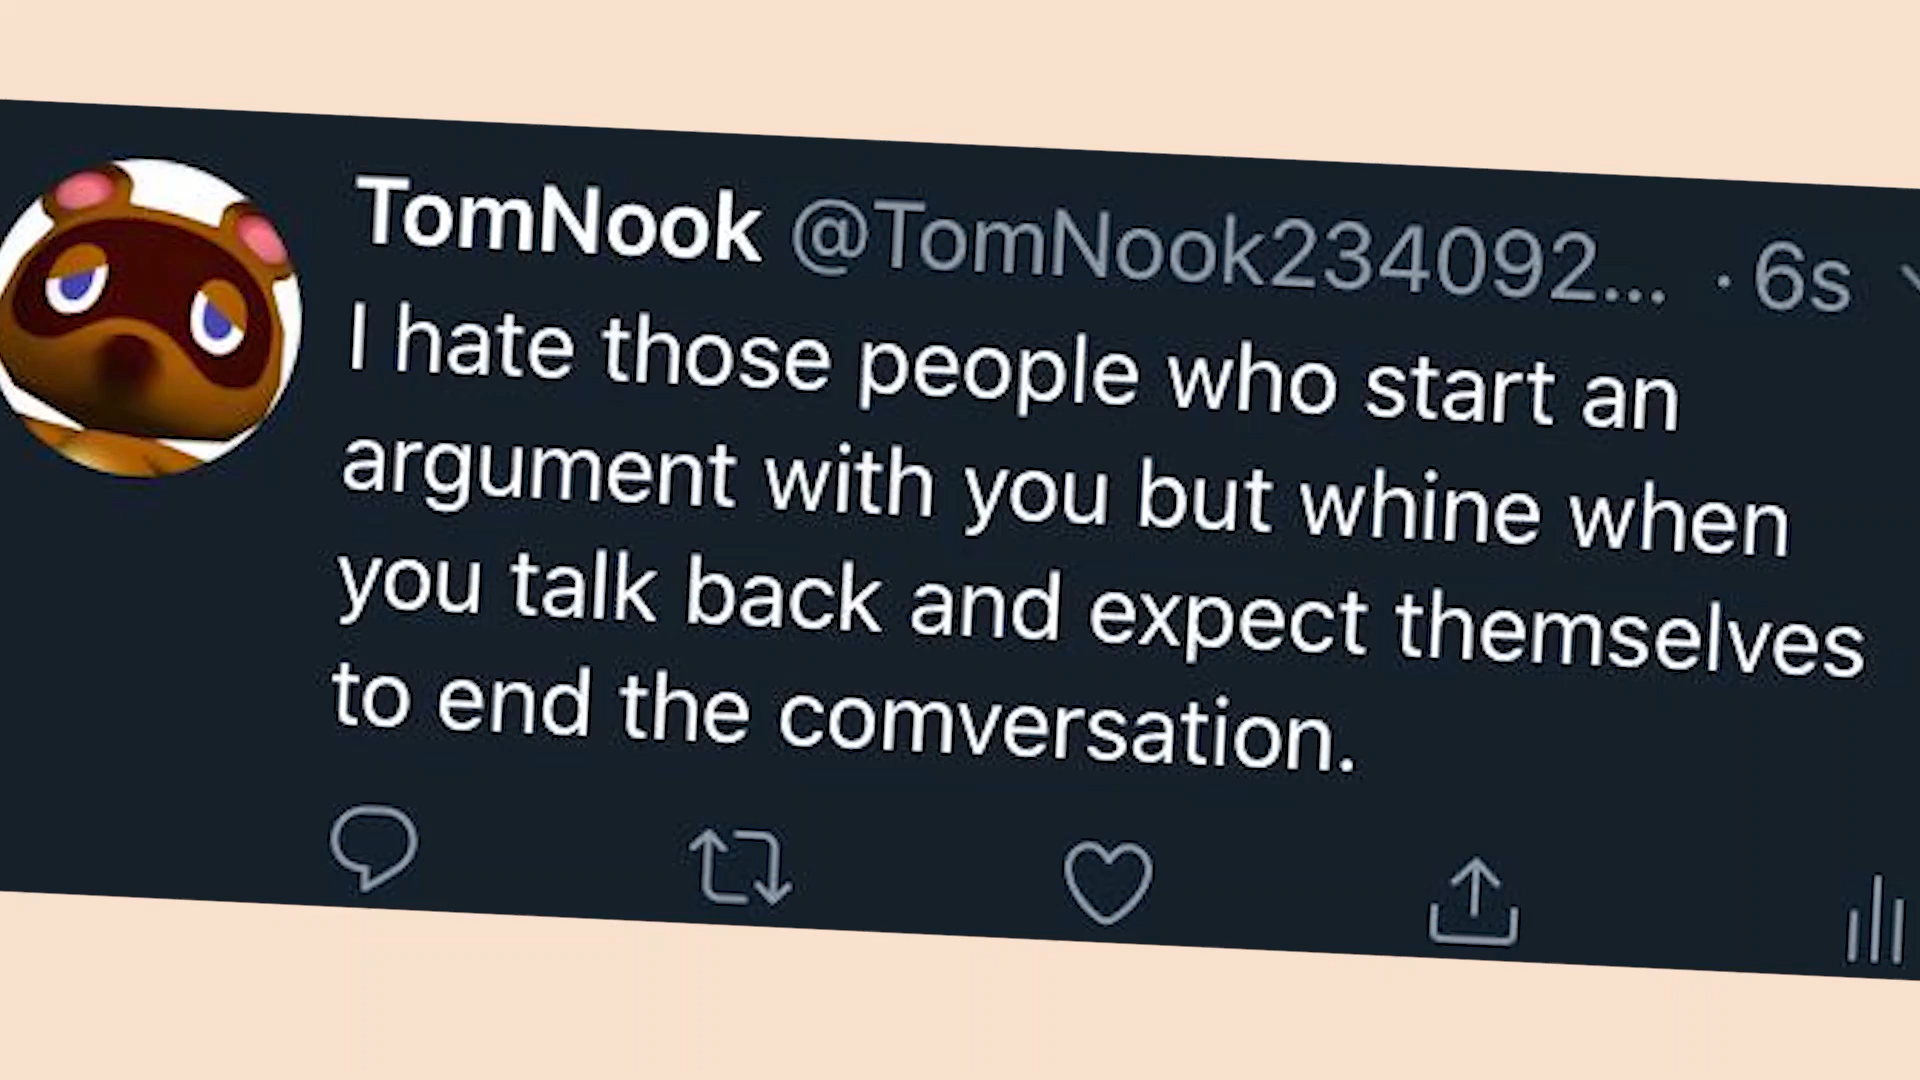 TomNook @TomNook234092... · 6s
I hate those people who start an
argument with you but whine when
you talk back and expect themselves
to end the comversation.